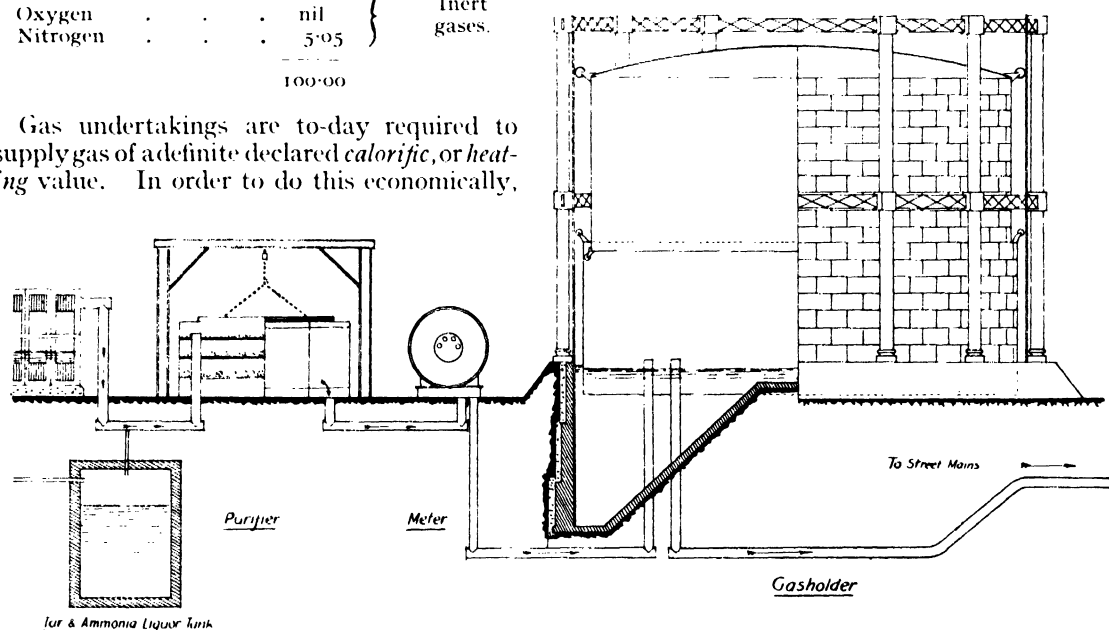 Oxygen . . . nil
Nitrogen . . . 5·05
Inert
gases.
100·00
Gas undertakings are to-day required to
supply gas of a definite declared calorific, or heat-
ing value. In order to do this economically,
To Street Mains
Purifier
Meter
Gasholder
Tar & Ammonia Liquor Tank